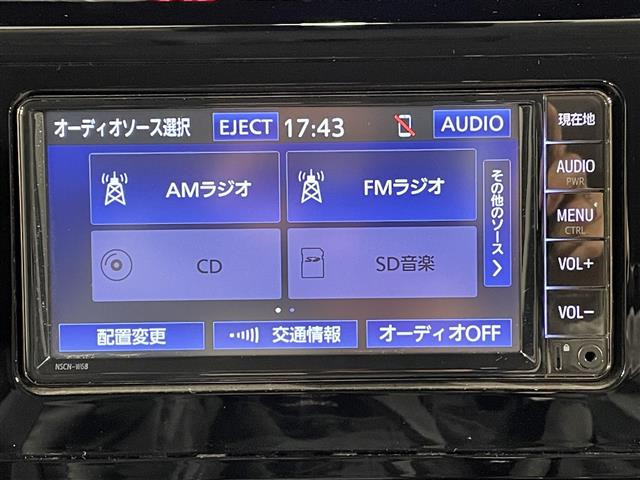 オーディオソース選択 EJECT 17:43 AUDIO
AMラジオ FMラジオ
その他のソース
CD SD音楽
SD
配置変更 交通情報 オーディオOFF
NSCN-W68
現在地
AUDIO
PWR
MENU
CTRL
VOL+
VOL−